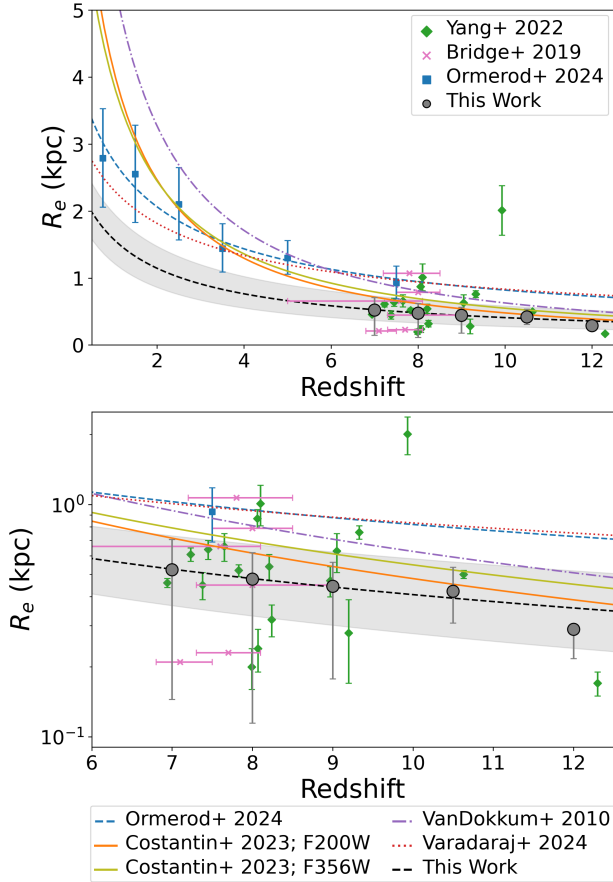 5
4
3
2
1
0
R_e (kpc)
Yang+ 2022
Bridge+ 2019
Ormerod+ 2024
This Work
2 4 6 8 10 12
Redshift
10⁰
10⁻¹
R_e (kpc)
6 7 8 9 10 11 12
Redshift
Ormerod+ 2024
Costantin+ 2023; F200W
Costantin+ 2023; F356W
VanDokkum+ 2010
Varadaraj+ 2024
This Work